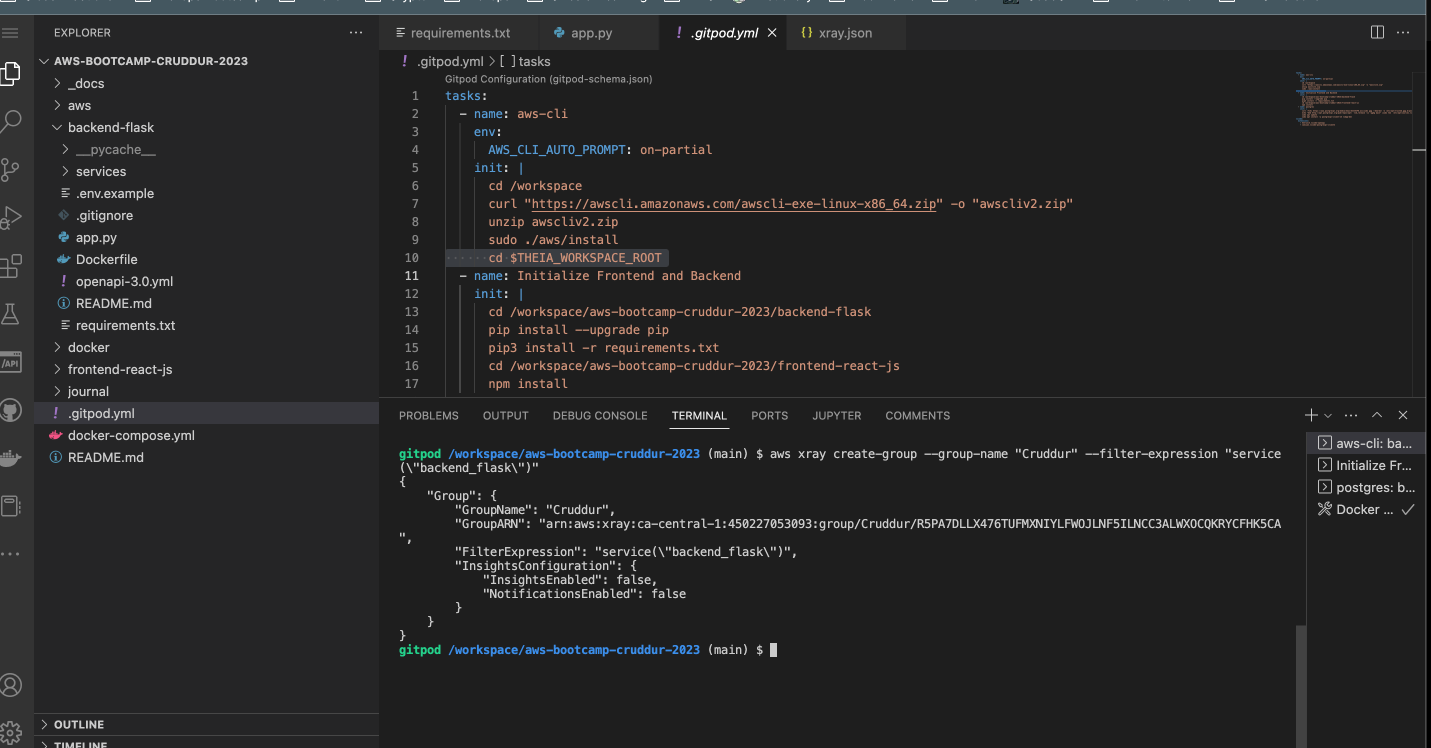 EXPLORER
AWS-BOOTCAMP-CRUDDUR-2023
_docs
aws
backend-flask
__pycache__
services
.env.example
.gitignore
app.py
Dockerfile
openapi-3.0.yml
README.md
requirements.txt
docker
frontend-react-js
journal
.gitpod.yml
docker-compose.yml
README.md
OUTLINE
TIMELINE
requirements.txt app.py .gitpod.yml xray.json
.gitpod.yml > [ ] tasks
Gitpod Configuration (gitpod-schema.json)
1 tasks:
2 - name: aws-cli
3 env:
4 AWS_CLI_AUTO_PROMPT: on-partial
5 init: |
6 cd /workspace
7 curl "https://awscli.amazonaws.com/awscli-exe-linux-x86_64.zip" -o "awscliv2.zip"
8 unzip awscliv2.zip
9 sudo ./aws/install
10 cd $THEIA_WORKSPACE_ROOT
11 - name: Initialize Frontend and Backend
12 init: |
13 cd /workspace/aws-bootcamp-cruddur-2023/backend-flask
14 pip install --upgrade pip
15 pip3 install -r requirements.txt
16 cd /workspace/aws-bootcamp-cruddur-2023/frontend-react-js
17 npm install
PROBLEMS OUTPUT DEBUG CONSOLE TERMINAL PORTS JUPYTER COMMENTS
gitpod /workspace/aws-bootcamp-cruddur-2023 (main) $ aws xray create-group --group-name "Cruddur" --filter-expression "service
(\"backend_flask\")"
{
"Group": {
"GroupName": "Cruddur",
"GroupARN": "arn:aws:xray:ca-central-1:450227053093:group/Cruddur/R5PA7DLLX476TUFMXNIYLFWOJLNF5ILNCC3ALWXOCQKRYCFHK5CA
",
"FilterExpression": "service(\"backend_flask\")",
"InsightsConfiguration": {
"InsightsEnabled": false,
"NotificationsEnabled": false
}
}
}
gitpod /workspace/aws-bootcamp-cruddur-2023 (main) $
aws-cli: ba...
Initialize Fr...
postgres: b...
Docker ...
/API